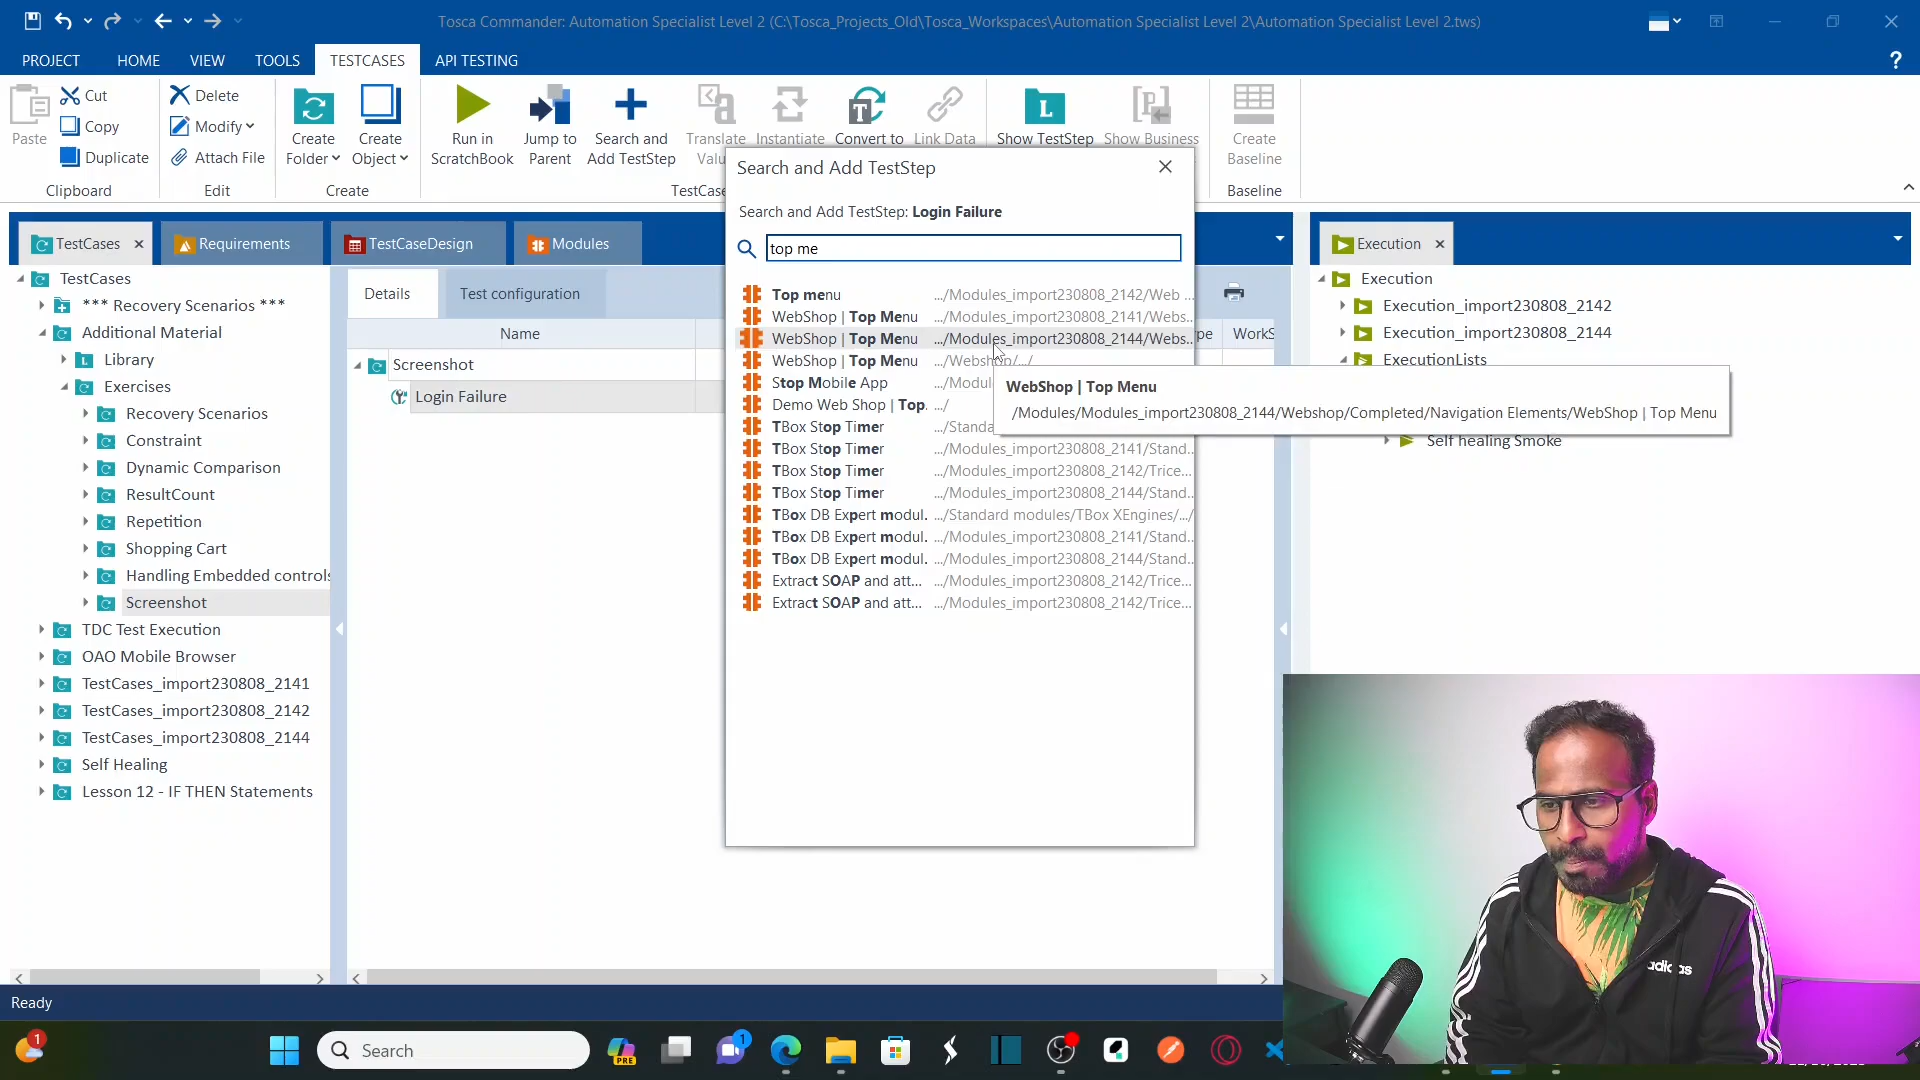 Tosca Commander: Automation Specialist Level 2 (C:\Tosca_Projects_Old\Tosca_Workspaces\Automation Specialist Level 2\Automation Specialist Level 2.tws)
PROJECT HOME VIEW TOOLS TESTCASES API TESTING ?
Paste
Cut
Copy
Duplicate
Clipboard
Delete
Modify
Attach File
Edit
Create Folder
Create Object
Create
Run in ScratchBook
Jump to Parent
Search and Add TestStep
Translate
Instantiate
Convert to
Link Data
Show TestStep
Show Business
Create Baseline
Baseline
TestCases
Requirements
TestCaseDesign
Modules
Execution
TestCases
*** Recovery Scenarios ***
Additional Material
Library
Exercises
Recovery Scenarios
Constraint
Dynamic Comparison
ResultCount
Repetition
Shopping Cart
Handling Embedded controls
Screenshot
TDC Test Execution
OAO Mobile Browser
TestCases_import230808_2141
TestCases_import230808_2142
TestCases_import230808_2144
Self Healing
Lesson 12 - IF THEN Statements
Details
Test configuration
Name
Screenshot
Login Failure
Search and Add TestStep
Search and Add TestStep: Login Failure
top me
Top menu .../Modules_import230808_2142/Web ...
WebShop | Top Menu .../Modules_import230808_2141/Webs..
WebShop | Top Menu .../Modules_import230808_2144/Webs..
WebShop | Top Menu .../Webshop/.../
Stop Mobile App .../Modul
Demo Web Shop | Top. .../
TBox Stop Timer .../Standa
TBox Stop Timer .../Modules_import230808_2141/Stand..
TBox Stop Timer .../Modules_import230808_2142/Trice...
TBox Stop Timer .../Modules_import230808_2144/Stand..
TBox DB Expert modul. .../Standard modules/TBox XEngines/.../
TBox DB Expert modul. .../Modules_import230808_2141/Stand..
TBox DB Expert modul. .../Modules_import230808_2144/Stand..
Extract SOAP and att... .../Modules_import230808_2142/Trice...
Extract SOAP and att... .../Modules_import230808_2142/Trice...
WebShop | Top Menu
/Modules/Modules_import230808_2144/Webshop/Completed/Navigation Elements/WebShop | Top Menu
Execution
Execution_import230808_2142
Execution_import230808_2144
ExecutionLists
Self healing Smoke
adidas
Ready
1
Search
PRE
1